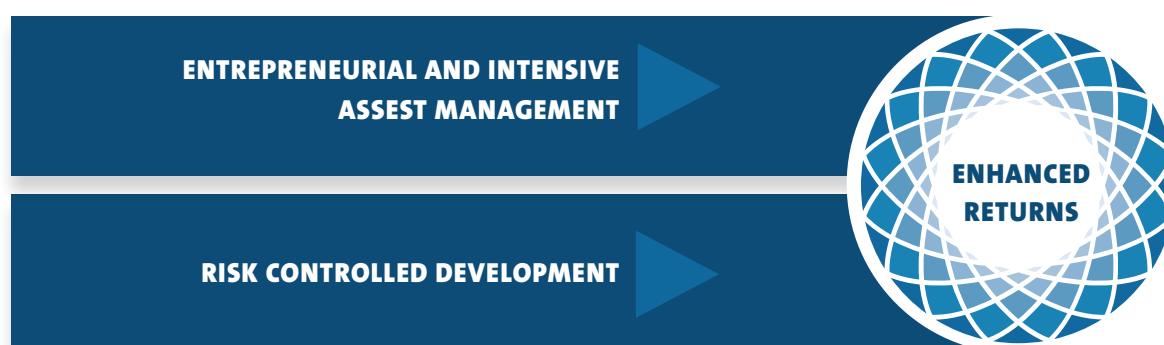 ENTREPRENEURIAL AND INTENSIVE
ASSEST MANAGEMENT
ENHANCED
RETURNS
RISK CONTROLLED DEVELOPMENT